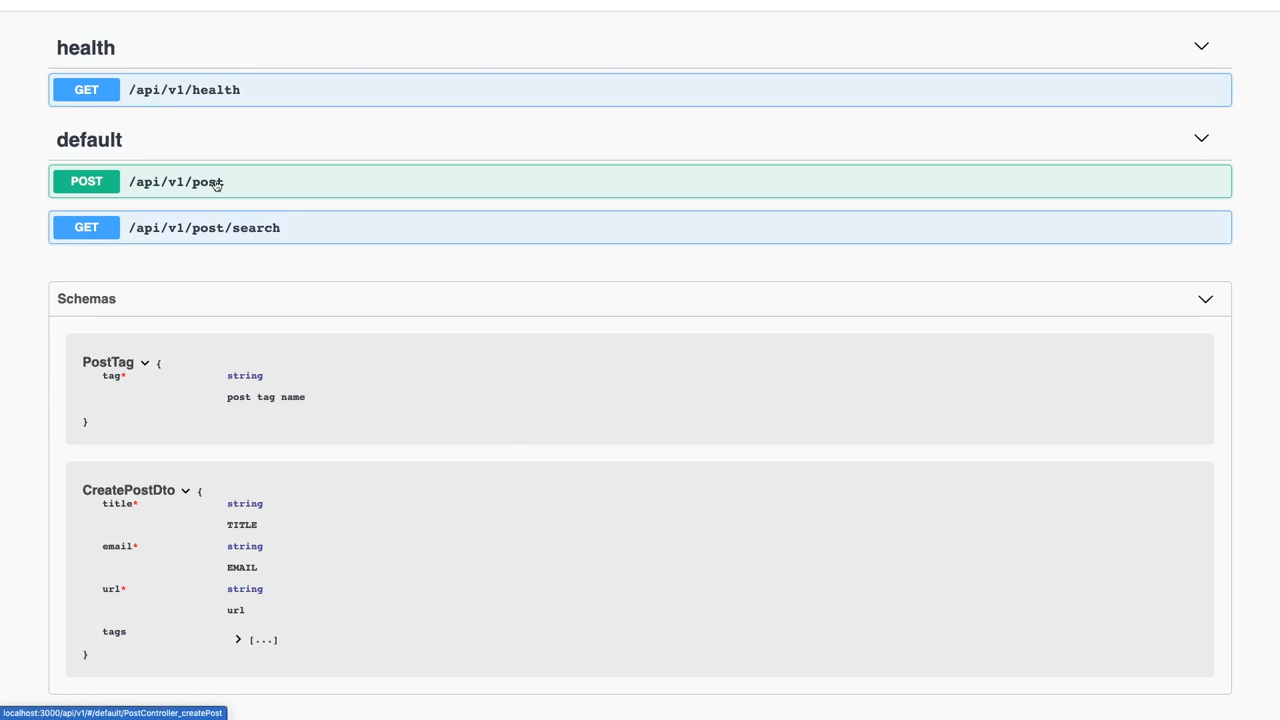 health
GET /api/v1/health
default
POST /api/v1/post
GET /api/v1/post/search
Schemas
PostTag {
tag* string
post tag name
}
CreatePostDto {
title* string
TITLE
email* string
EMAIL
url* string
url
tags [...]
}
localhost:3000/api/v1/#/default/PostController_createPost